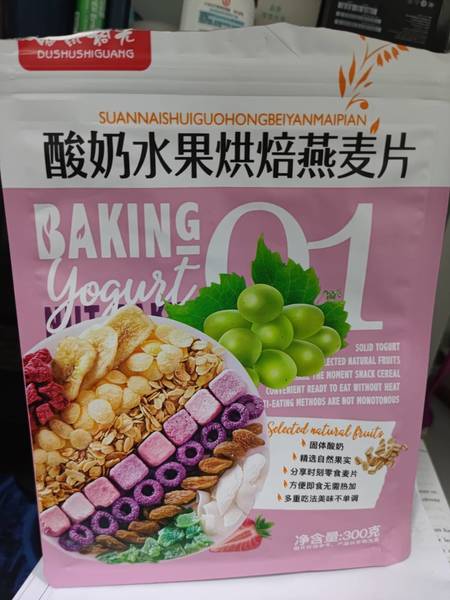 DUSHUSHIGUANG
SUANNAISHUIGUOHONGBEIYANMAIPIAN
酸奶水果烘焙燕麦片
BAKING
Yogurt
01
SOLID YOGURT
LECTED NATURAL FRUITS
THE MOMENT SNACK CEREAL
CONVENIENT READY TO EAT WITHOUT HEAT
TI-EATING METHODS ARE NOT MONOTONOUS
Selected natural fruits
固体酸奶
精选自然果实
分享时刻零食麦片
方便即食无需热加
多重吃法美味不单调
净含量:300克